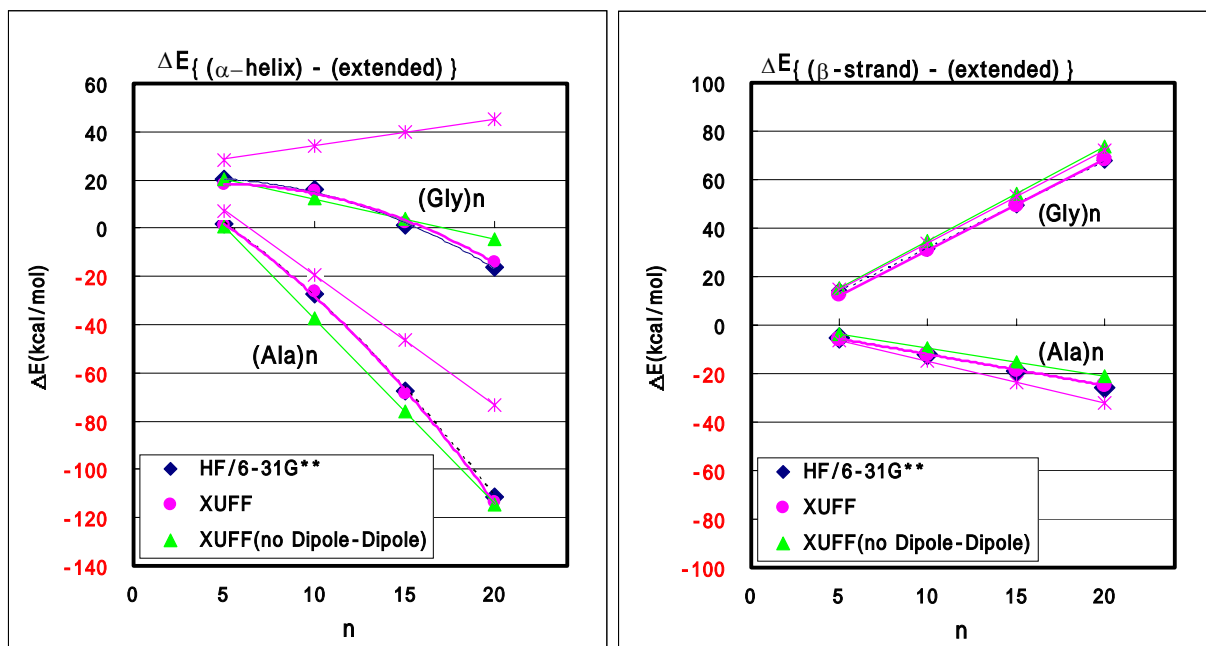 ΔE{ (α-helix) - (extended) }
60
40
20
0
-20
-40
-60
-80
-100
-120
-140
ΔE(kcal/mol)
(Gly)n
(Ala)n
HF/6-31G**
XUFF
XUFF(no Dipole-Dipole)
0 5 10 15 20
n
ΔE{ (β-strand) - (extended) }
100
80
60
40
20
0
-20
-40
-60
-80
-100
ΔE(kcal/mol)
(Gly)n
(Ala)n
HF/6-31G**
XUFF
XUFF(no Dipole-Dipole)
0 5 10 15 20
n